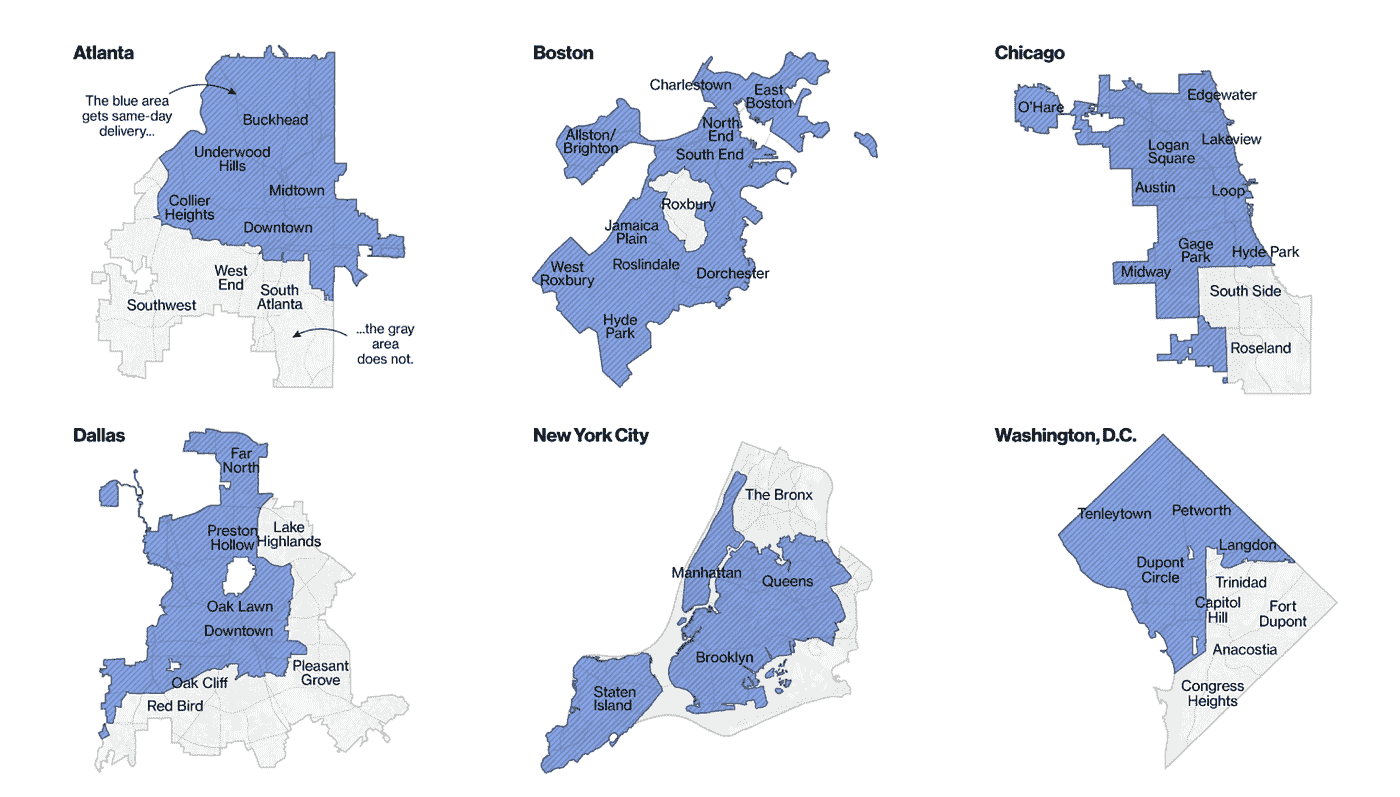 Atlanta
The blue area
gets same-day
delivery...
Buckhead
Underwood
Hills
Midtown
Collier
Heights
Downtown
West
End
South
Atlanta
Southwest
...the gray
area
does not.
Boston
Charlestown
East
Boston
North
End
Allston/
Brighton
South End
Roxbury
Jamaica
Plain
West
Roxbury
Roslindale
Dorchester
Hyde
Park
Chicago
O'Hare
Edgewater
Lakeview
Logan
Square
Austin
Loop
Gage
Park
Hyde Park
Midway
South Side
Roseland
Dallas
Far
North
Preston
Hollow
Lake
Highlands
Oak Lawn
Downtown
Pleasant
Grove
Oak Cliff
Red Bird
New York City
The Bronx
Manhattan
Queens
Brooklyn
Staten
Island
Washington, D.C.
Tenleytown
Petworth
Langdon
Dupont
Circle
Trinidad
Capitol
Hill
Fort
Dupont
Anacostia
Congress
Heights